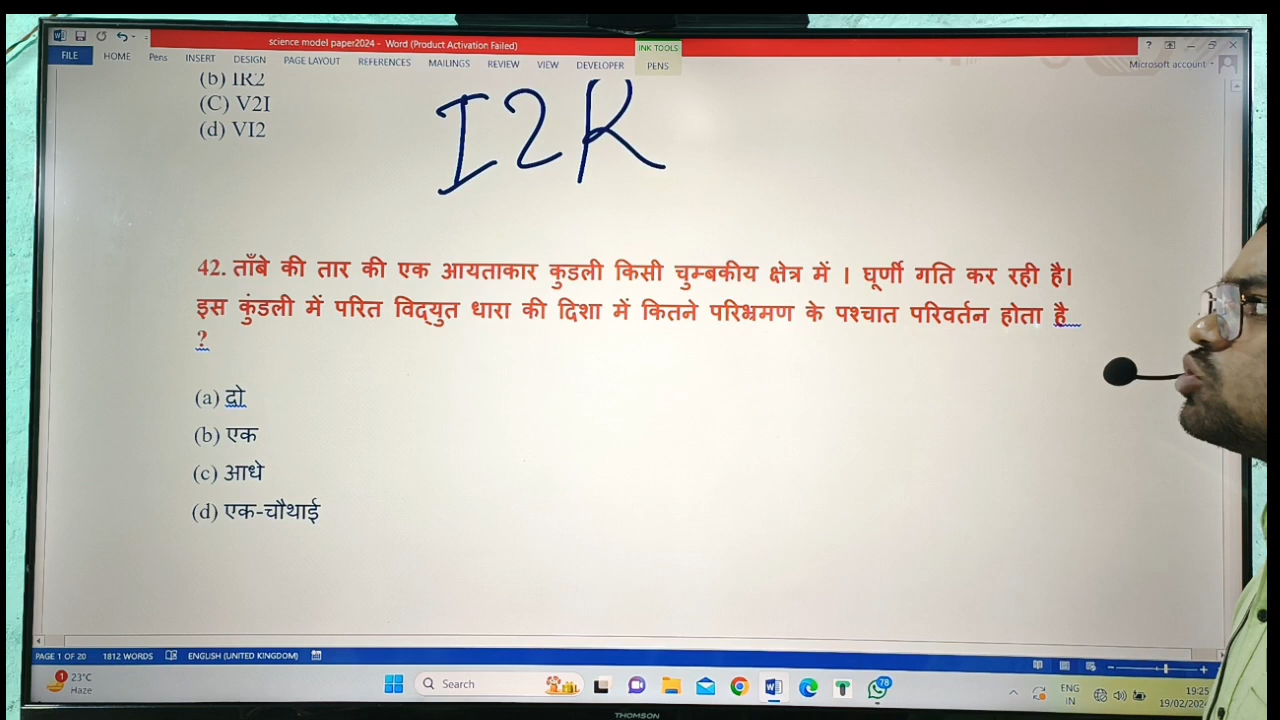 science model paper2024 - Word (Product Activation Failed)
INK TOOLS
FILE HOME Pens INSERT DESIGN PAGE LAYOUT REFERENCES MAILINGS REVIEW VIEW DEVELOPER PENS
Microsoft account
(b) IR2
(C) V2I
(d) VI2
I2R
42. ताँबे की तार की एक आयताकार कुडली किसी चुम्बकीय क्षेत्र में । घूर्णी गति कर रही है।
इस कुंडली में परित विद्युत धारा की दिशा में कितने परिभ्रमण के पश्चात परिवर्तन होता है
?
(a) दो
(b) एक
(c) आधे
(d) एक-चौथाई
PAGE 1 OF 20 1812 WORDS ENGLISH (UNITED KINGDOM)
1
23°C
Haze
Search
78
ENG
IN
19:25
19/02/202
THOMSON